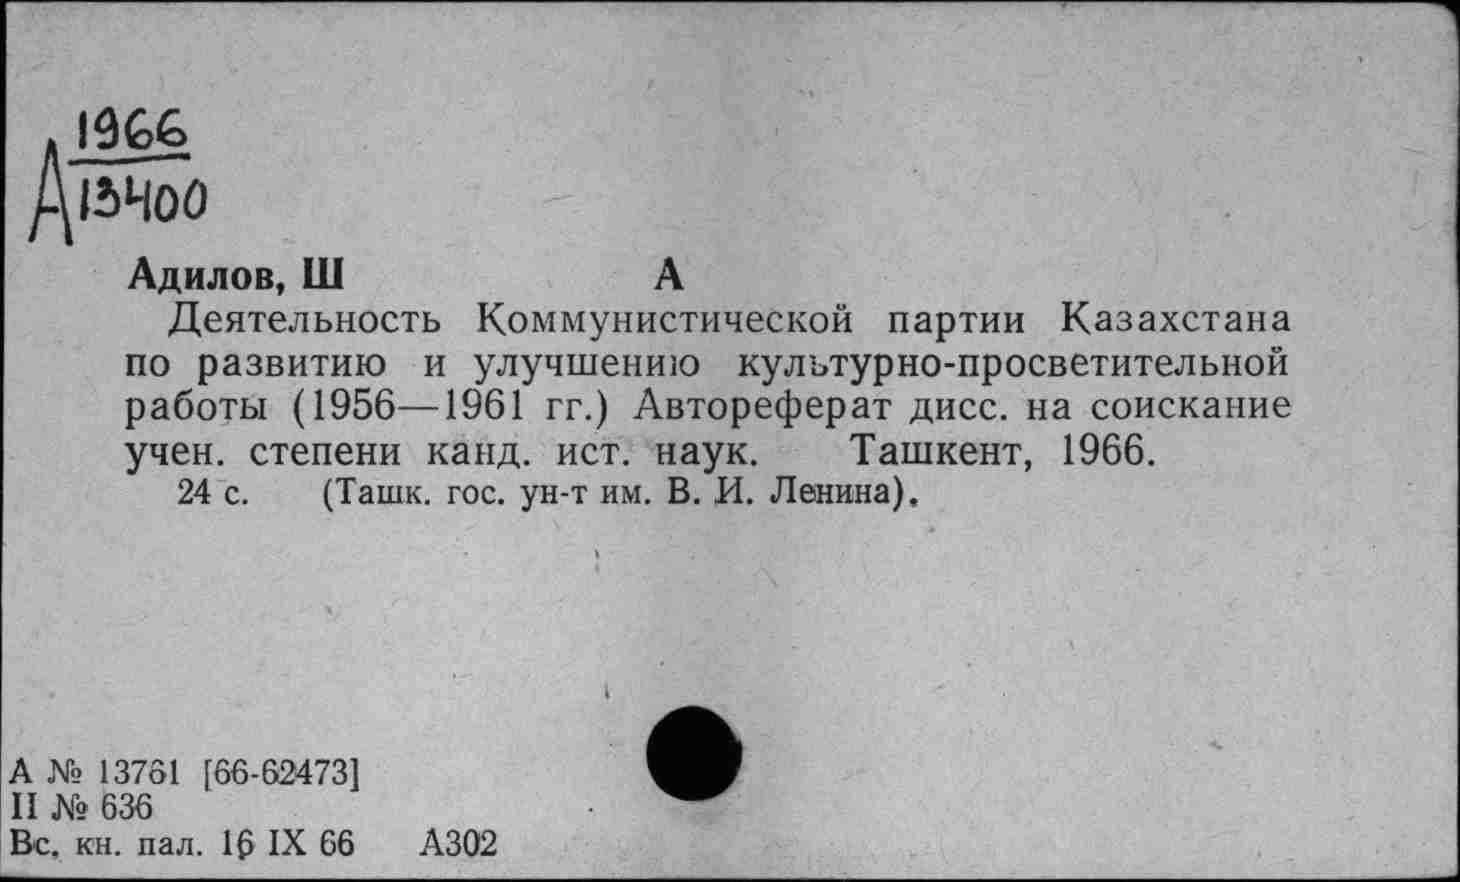 1966
А 13400
Адилов, Ш А
Деятельность Коммунистической партии Казахстана
по развитию и улучшению культурно-просветительной
работы (1956—1961 гг.) Автореферат дисс. на соискание
учен. степени канд. ист. наук. Ташкент, 1966.
24 с. (Ташк. гос. ун-т им. В. И. Ленина).
А № 13761 [66-62473]
II № 636
Вс. кн. пал. IX 66 А302